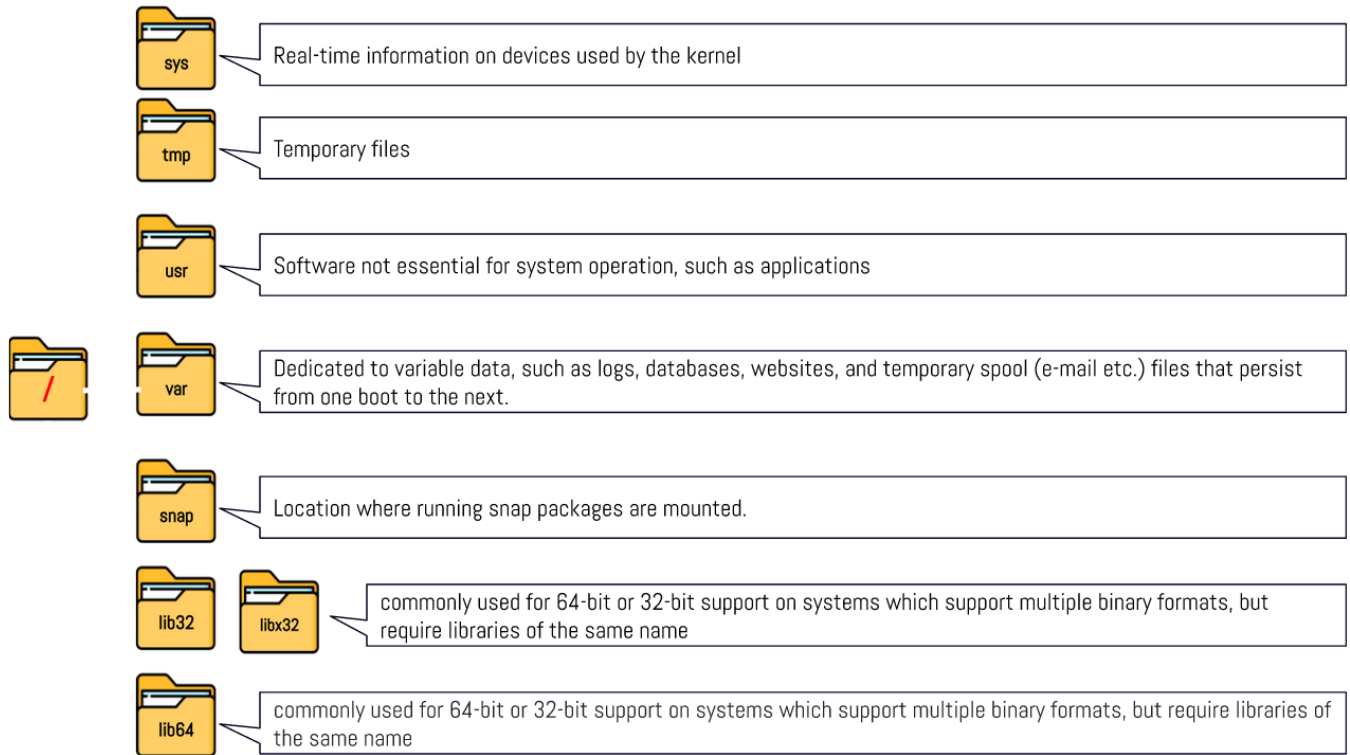 sys
Real-time information on devices used by the kernel
tmp
Temporary files
usr
Software not essential for system operation, such as applications
/
var
Dedicated to variable data, such as logs, databases, websites, and temporary spool (e-mail etc.) files that persist
from one boot to the next.
snap
Location where running snap packages are mounted.
lib32
libx32
commonly used for 64-bit or 32-bit support on systems which support multiple binary formats, but
require libraries of the same name
lib64
commonly used for 64-bit or 32-bit support on systems which support multiple binary formats, but require libraries of
the same name